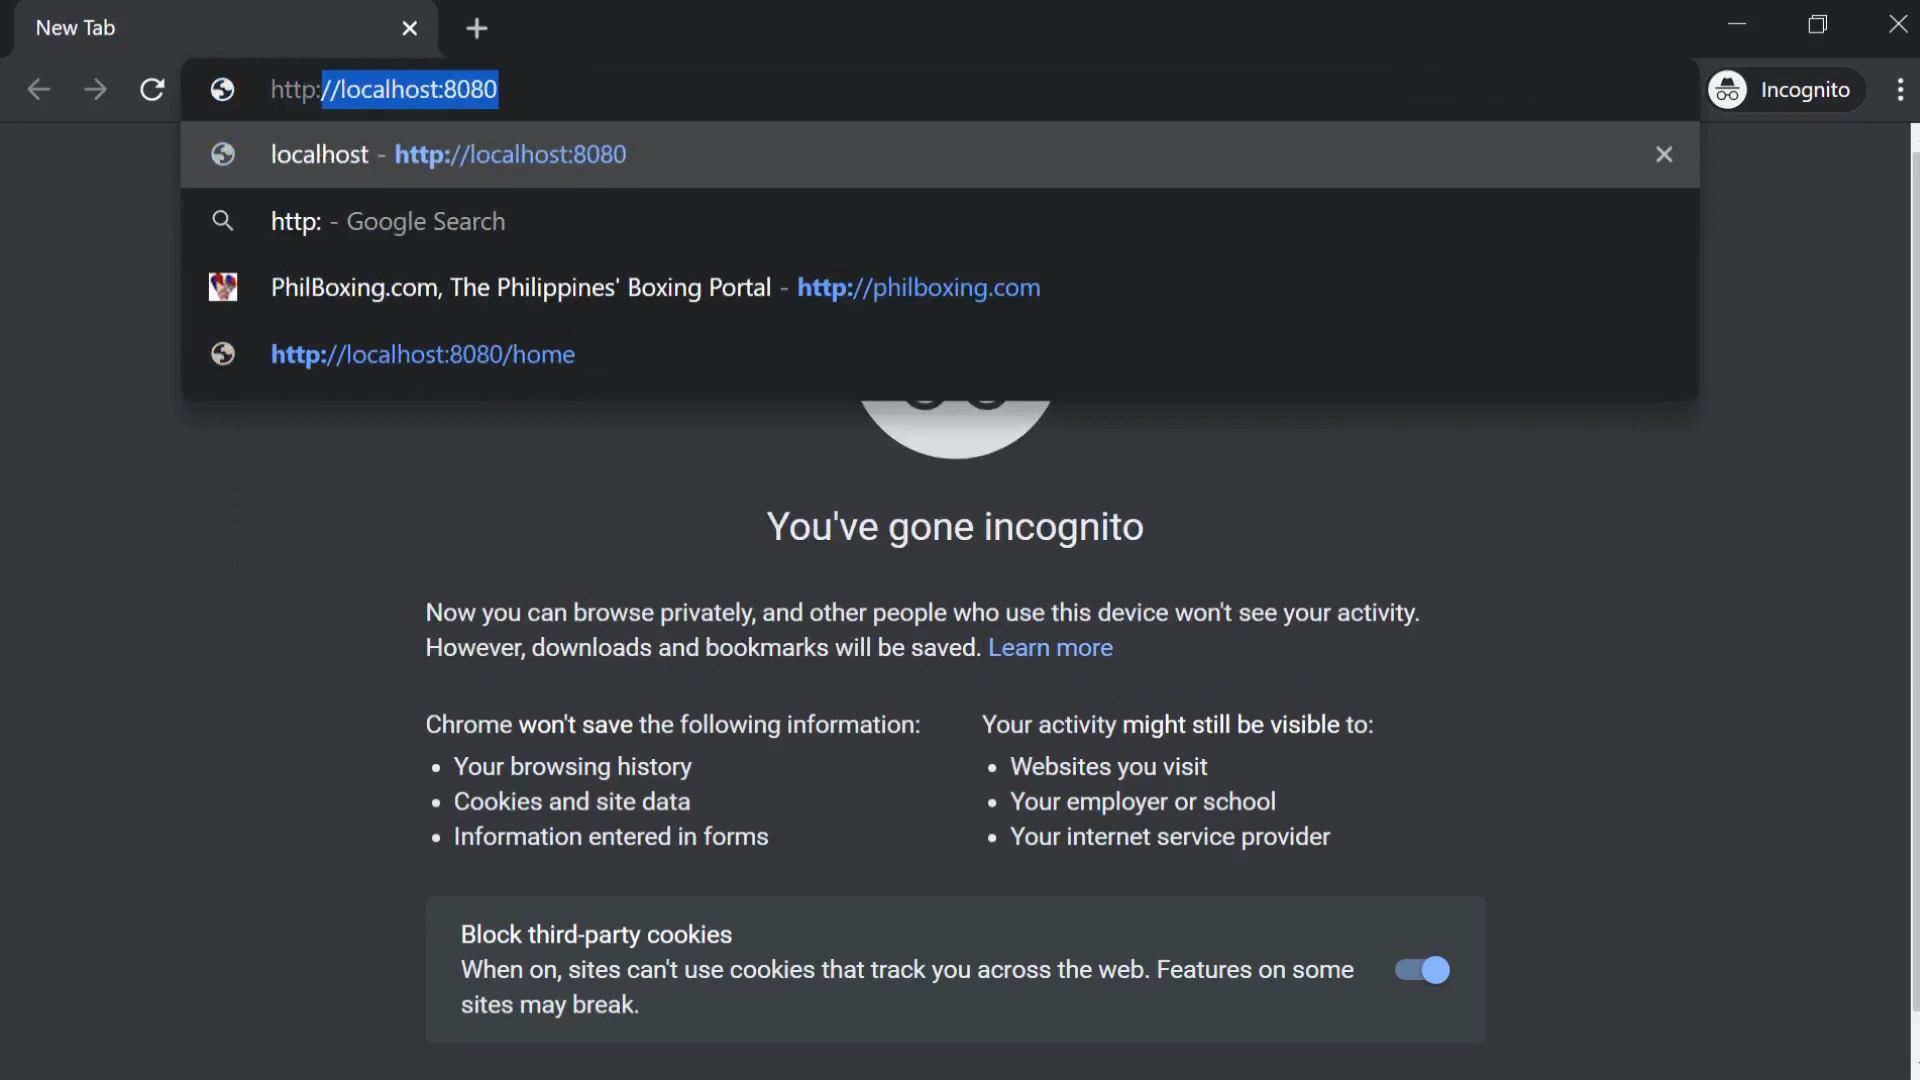 New Tab
http://localhost:8080
Incognito
localhost - http://localhost:8080
http: - Google Search
PhilBoxing.com, The Philippines' Boxing Portal - http://philboxing.com
http://localhost:8080/home
You've gone incognito
Now you can browse privately, and other people who use this device won't see your activity.
However, downloads and bookmarks will be saved. Learn more
Chrome won't save the following information:
• Your browsing history
• Cookies and site data
• Information entered in forms
Your activity might still be visible to:
• Websites you visit
• Your employer or school
• Your internet service provider
Block third-party cookies
When on, sites can't use cookies that track you across the web. Features on some
sites may break.